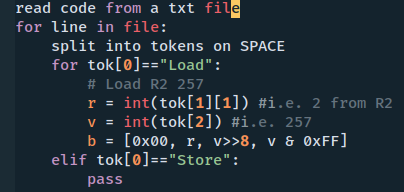 read code from a txt file
for line in file:
    split into tokens on SPACE
    for tok[0]=="Load":
        # Load R2 257
        r = int(tok[1][1]) #i.e. 2 from R2
        v = int(tok[2]) #i.e. 257
        b = [0x00, r, v>>8, v & 0xFF]
    elif tok[0]=="Store":
        pass